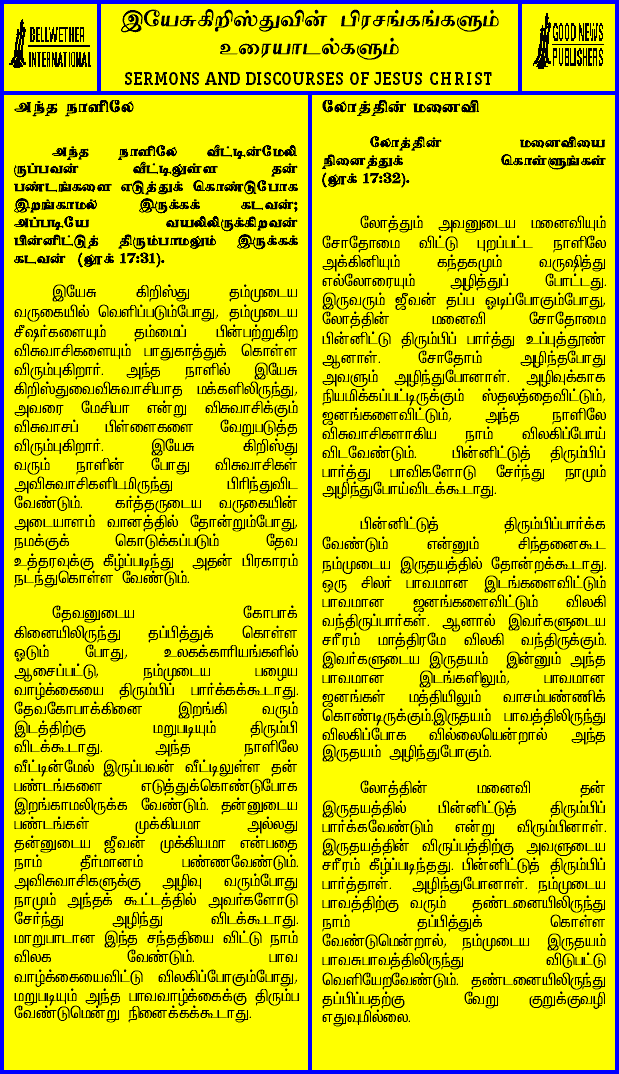 BELLWETHER
INTERNATIONAL
இயேசுகிறிஸ்துவின் பிரசங்கங்களும்
உரையாடல்களும்
SERMONS AND DISCOURSES OF JESUS CHRIST
GOOD NEWS
PUBLISHERS
அந்த நாளிலே
அந்த நாளிலே வீட்டின்மேலி
ருப்பவன் வீட்டிலுள்ள தன்
பண்டங்களை எடுத்துக் கொண்டுபோக
இறங்காமல் இருக்கக் கடவன்;
அப்படியே வயலிலிருக்கிறவன்
பின்னிட்டுத் திரும்பாமலும் இருக்கக்
கடவன் (லூக் 17:31).
இயேசு கிறிஸ்து தம்முடைய
வருகையில் வெளிப்படும்போது, தம்முடைய
சீஷர்களையும் தம்மைப் பின்பற்றுகிற
விசுவாசிகளையும் பாதுகாத்துக் கொள்ள
விரும்புகிறார். அந்த நாளில் இயேசு
கிறிஸ்துவைவிசுவாசியாத மக்களிலிருந்து,
அவரை மேசியா என்று விசுவாசிக்கும்
விசுவாசப் பிள்ளைகளை வேறுபடுத்த
விரும்புகிறார். இயேசு கிறிஸ்து
வரும் நாளின் போது விசுவாசிகள்
அவிசுவாசிகளிடமிருந்து பிரிந்துவிட
வேண்டும். கர்த்தருடைய வருகையின்
அடையாளம் வானத்தில் தோன்றும்போது,
நமக்குக் கொடுக்கப்படும் தேவ
உத்தரவுக்கு கீழ்ப்படிந்து அதன் பிரகாரம்
நடந்துகொள்ள வேண்டும்.
தேவனுடைய கோபாக்
கினையிலிருந்து தப்பித்துக் கொள்ள
ஓடும் போது, உலகக்காரியங்களில்
ஆசைப்பட்டு, நம்முடைய பழைய
வாழ்க்கையை திரும்பிப் பார்க்கக்கூடாது.
தேவகோபாக்கினை இறங்கி வரும்
இடத்திற்கு மறுபடியும் திரும்பி
விடக்கூடாது. அந்த நாளிலே
வீட்டின்மேல் இருப்பவன் வீட்டிலுள்ள தன்
பண்டங்களை எடுத்துக்கொண்டுபோக
இறங்காமலிருக்க வேண்டும். தன்னுடைய
பண்டங்கள் முக்கியமா அல்லது
தன்னுடைய ஜீவன் முக்கியமா என்பதை
நாம் தீர்மானம் பண்ணவேண்டும்.
அவிசுவாசிகளுக்கு அழிவு வரும்போது
நாமும் அந்தக் கூட்டத்தில் அவர்களோடு
சேர்ந்து அழிந்து விடக்கூடாது.
மாறுபாடான இந்த சந்ததியை விட்டு நாம்
விலக வேண்டும். பாவ
வாழ்க்கையைவிட்டு விலகிப்போகும்போது,
மறுபடியும் அந்த பாவவாழ்க்கைக்கு திரும்ப
வேண்டுமென்று நினைக்கக்கூடாது.
லோத்தின் மனைவி
லோத்தின் மனைவியை
நினைத்துக் கொள்ளுங்கள்
(லூக் 17:32).
லோத்தும் அவனுடைய மனைவியும்
சோதோமை விட்டு புறப்பட்ட நாளிலே
அக்கினியும் கந்தகமும் வருஷித்து
எல்லோரையும் அழித்துப் போட்டது.
இருவரும் ஜீவன் தப்ப ஓடிப்போகும்போது,
லோத்தின் மனைவி சோதோமை
பின்னிட்டு திரும்பிப் பார்த்து உப்புத்தூண்
ஆனாள். சோதோம் அழிந்தபோது
அவளும் அழிந்துபோனாள். அழிவுக்காக
நியமிக்கப்பட்டிருக்கும் ஸ்தலத்தைவிட்டும்,
ஜனங்களைவிட்டும், அந்த நாளிலே
விசுவாசிகளாகிய நாம் விலகிப்போய்
விடவேண்டும். பின்னிட்டுத் திரும்பிப்
பார்த்து பாவிகளோடு சேர்ந்து நாமும்
அழிந்துபோய்விடக்கூடாது.
பின்னிட்டுத் திரும்பிப்பார்க்க
வேண்டும் என்னும் சிந்தனைகூட
நம்முடைய இருதயத்தில் தோன்றக்கூடாது.
ஒரு சிலர் பாவமான இடங்களைவிட்டும்
பாவமான ஜனங்களைவிட்டும் விலகி
வந்திருப்பார்கள். ஆனால் இவர்களுடைய
சரீரம் மாத்திரமே விலகி வந்திருக்கும்.
இவர்களுடைய இருதயம் இன்னும் அந்த
பாவமான இடங்களிலும், பாவமான
ஜனங்கள் மத்தியிலும் வாசம்பண்ணிக்
கொண்டிருக்கும்.இருதயம் பாவத்திலிருந்து
விலகிப்போக வில்லையென்றால் அந்த
இருதயம் அழிந்துபோகும்.
லோத்தின் மனைவி தன்
இருதயத்தில் பின்னிட்டுத் திரும்பிப்
பார்க்கவேண்டும் என்று விரும்பினாள்.
இருதயத்தின் விருப்பத்திற்கு அவளுடைய
சரீரம் கீழ்ப்படிந்தது. பின்னிட்டுத் திரும்பிப்
பார்த்தாள். அழிந்துபோனாள். நம்முடைய
பாவத்திற்கு வரும் தண்டனையிலிருந்து
நாம் தப்பித்துக் கொள்ள
வேண்டுமென்றால், நம்முடைய இருதயம்
பாவசுபாவத்திலிருந்து விடுபட்டு
வெளியேறவேண்டும். தண்டனையிலிருந்து
தப்பிப்பதற்கு வேறு குறுக்குவழி
எதுவுமில்லை.